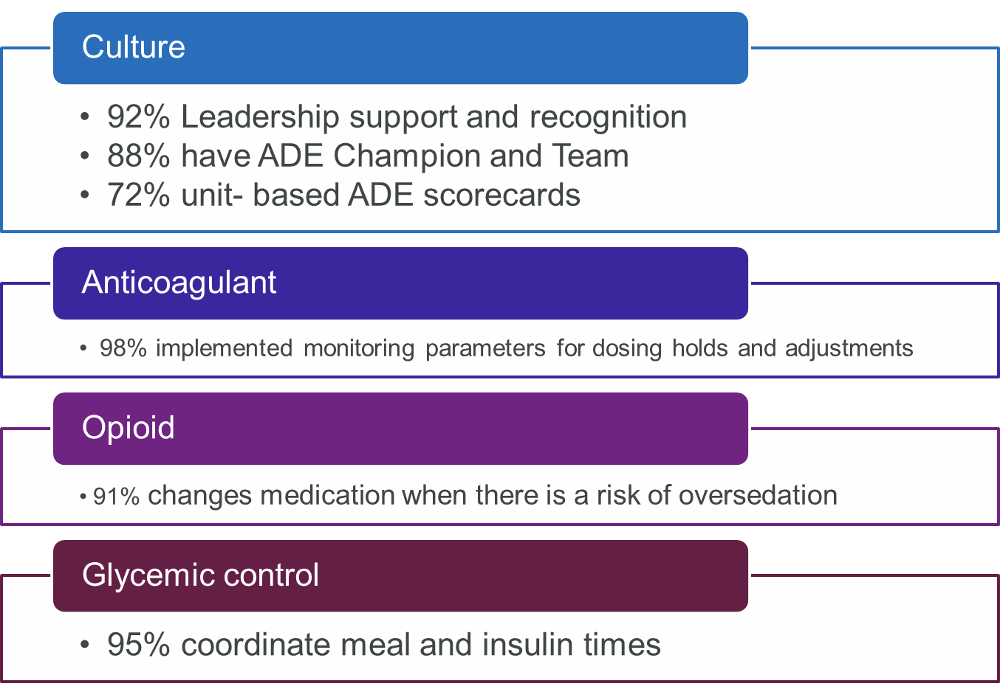 Culture
• 92% Leadership support and recognition
• 88% have ADE Champion and Team
• 72% unit- based ADE scorecards
Anticoagulant
• 98% implemented monitoring parameters for dosing holds and adjustments
Opioid
• 91% changes medication when there is a risk of oversedation
Glycemic control
• 95% coordinate meal and insulin times